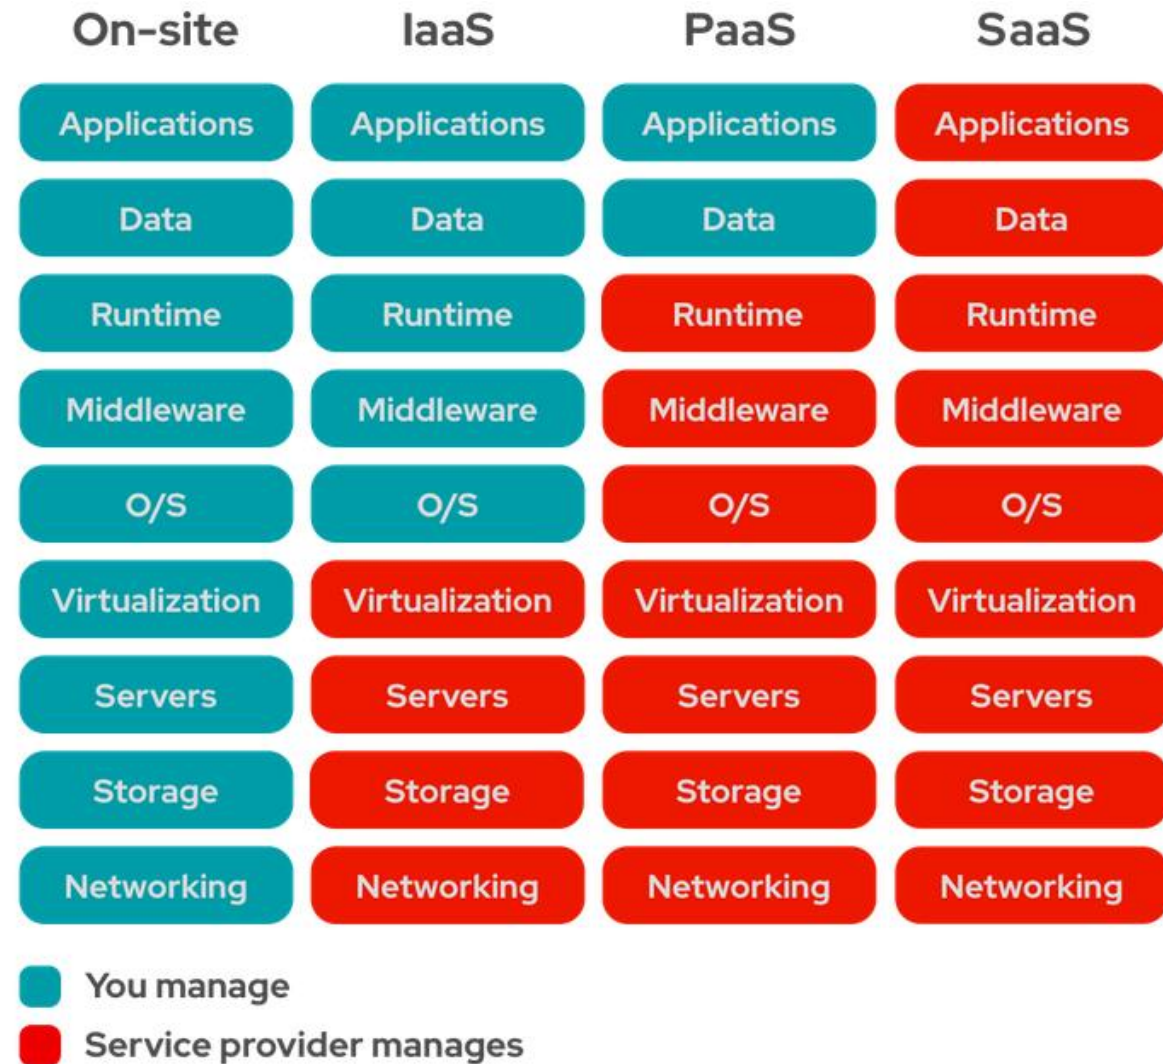 On-site IaaS PaaS SaaS
Applications Applications Applications Applications
Data Data Data Data
Runtime Runtime Runtime Runtime
Middleware Middleware Middleware Middleware
O/S O/S O/S O/S
Virtualization Virtualization Virtualization Virtualization
Servers Servers Servers Servers
Storage Storage Storage Storage
Networking Networking Networking Networking
You manage
Service provider manages